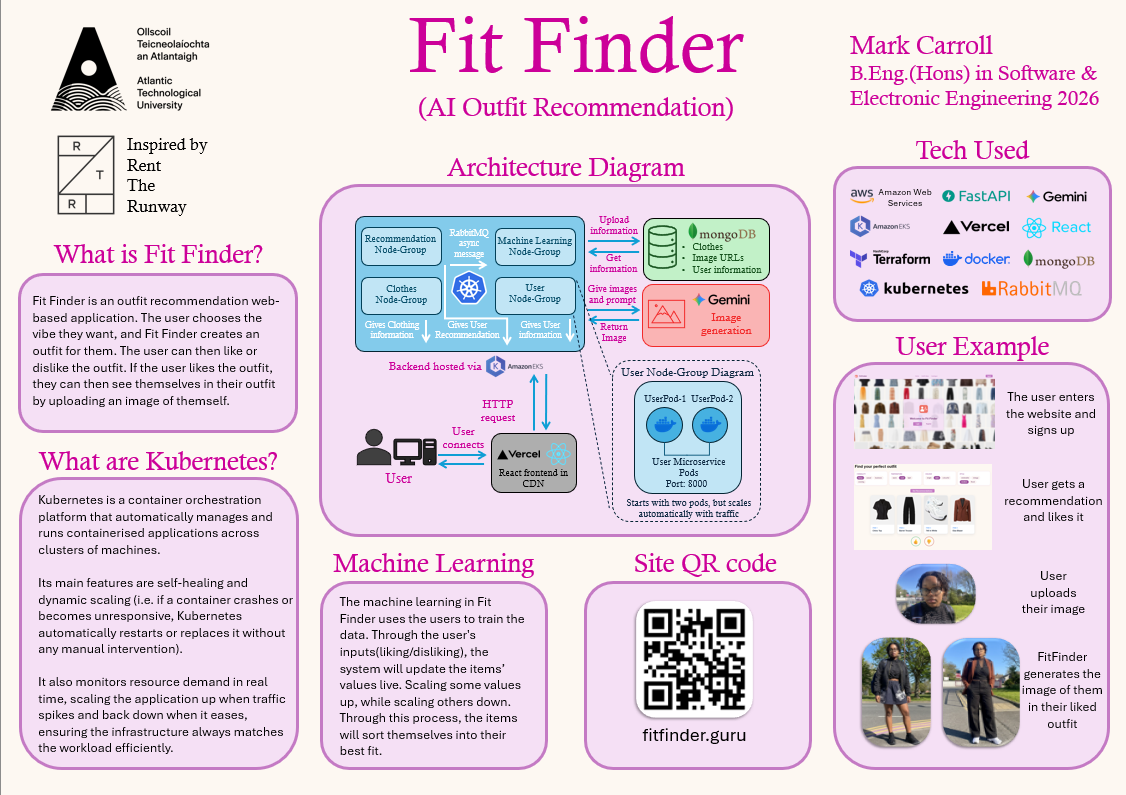 Ollscoil
Teicneolaíochta
an Atlantaigh
Atlantic
Technological
University
Fit Finder
(AI Outfit Recommendation)
Mark Carroll
B.Eng.(Hons) in Software &
Electronic Engineering 2026
R
T
R
Inspired by
Rent
The
Runway
What is Fit Finder?
Fit Finder is an outfit recommendation web-
based application. The user chooses the
vibe they want, and Fit Finder creates an
outfit for them. The user can then like or
dislike the outfit. If the user likes the outfit,
they can then see themselves in their outfit
by uploading an image of themself.
What are Kubernetes?
Kubernetes is a container orchestration
platform that automatically manages and
runs containerised applications across
clusters of machines.
Its main features are self-healing and
dynamic scaling (i.e. if a container crashes or
becomes unresponsive, Kubernetes
automatically restarts or replaces it without
any manual intervention).
It also monitors resource demand in real
time, scaling the application up when traffic
spikes and back down when it eases,
ensuring the infrastructure always matches
the workload efficiently.
Architecture Diagram
Recommendation
Node-Group
RabbitMQ
async
message
Machine Learning
Node-Group
Clothes
Node-Group
User
Node-Group
Gives Clothing
information
Gives User
Recommendation
Gives User
information
Upload
information
Get
information
mongoDB
• Clothes
• Image URLs
• User information
Give images
and prompt
Return
Image
Gemini
Image
generation
Backend hosted via
Amazon EKS
HTTP
request
User
connects
User
Vercel
React frontend in
CDN
User Node-Group Diagram
UserPod-1 UserPod-2
User Microservice
Pods
Port: 8000
Starts with two pods, but scales
automatically with traffic
Machine Learning
The machine learning in Fit
Finder uses the users to train the
data. Through the user's
inputs(liking/disliking), the
system will update the items'
values live. Scaling some values
up, while scaling others down.
Through this process, the items
will sort themselves into their
best fit.
Site QR code
fitfinder.guru
Tech Used
aws Amazon Web
Services
FastAPI
Gemini
Amazon EKS
Vercel
React
HashiCorp
Terraform
docker
mongoDB
kubernetes
RabbitMQ
User Example
Find your perfect outfit
The user enters
the website and
signs up
User gets a
recommendation
and likes it
User
uploads
their image
FitFinder
generates the
image of them
in their liked
outfit